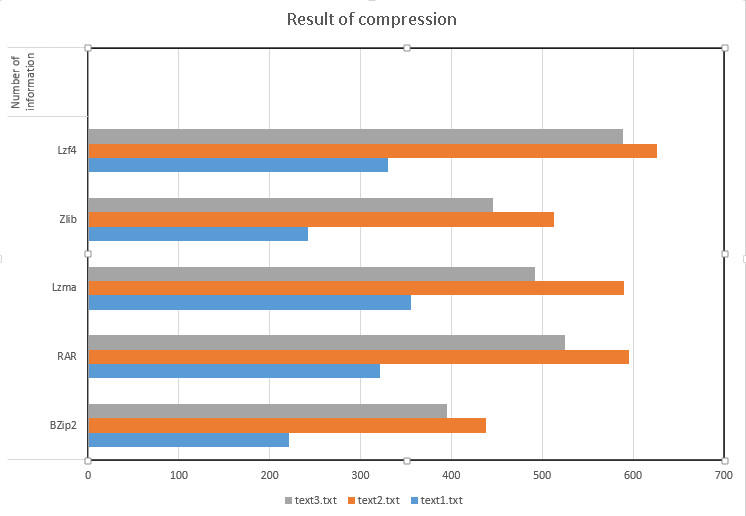 Result of compression
Number of
information
Lzf4
Zlib
Lzma
RAR
BZip2
0 100 200 300 400 500 600 700
text3.txt text2.txt text1.txt